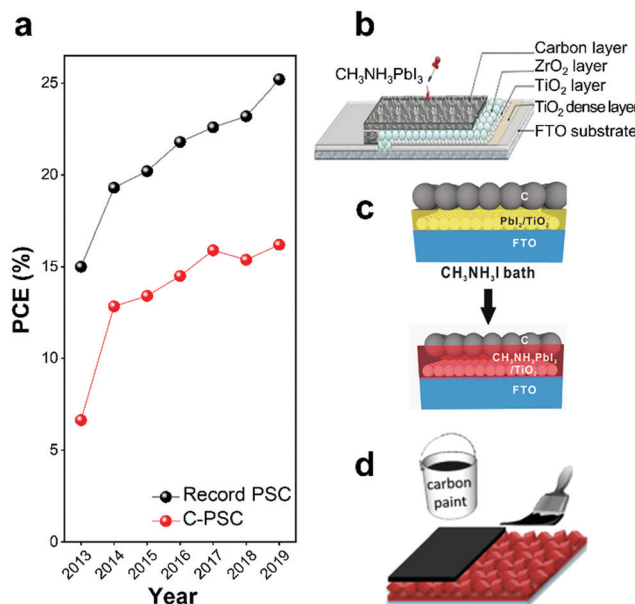 a
PCE (%)
25
20
15
10
5
0
Record PSC
C-PSC
2013
2014
2015
2016
2017
2018
2019
Year
b
CH₃NH₃PbI₃
Carbon layer
ZrO₂ layer
TiO₂ layer
TiO₂ dense layer
FTO substrate
c
C
PbI₂/TiO₂
FTO
CH₃NH₃I bath
C
CH₃NH₃PbI₃
/TiO₂
FTO
d
carbon
paint